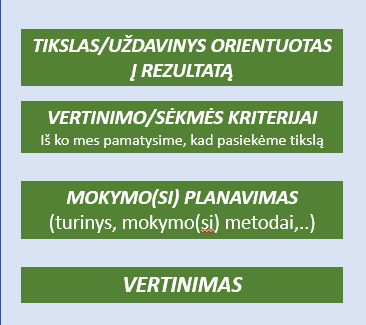 TIKSLAS/UŽDAVINYS ORIENTUOTAS
Į REZULTATĄ
VERTINIMO/SĖKMĖS KRITERIJAI
Iš ko mes pamatysime, kad pasiekėme tikslą
MOKYMO(SI) PLANAVIMAS
(turinys, mokymo(si) metodai,..)
VERTINIMAS